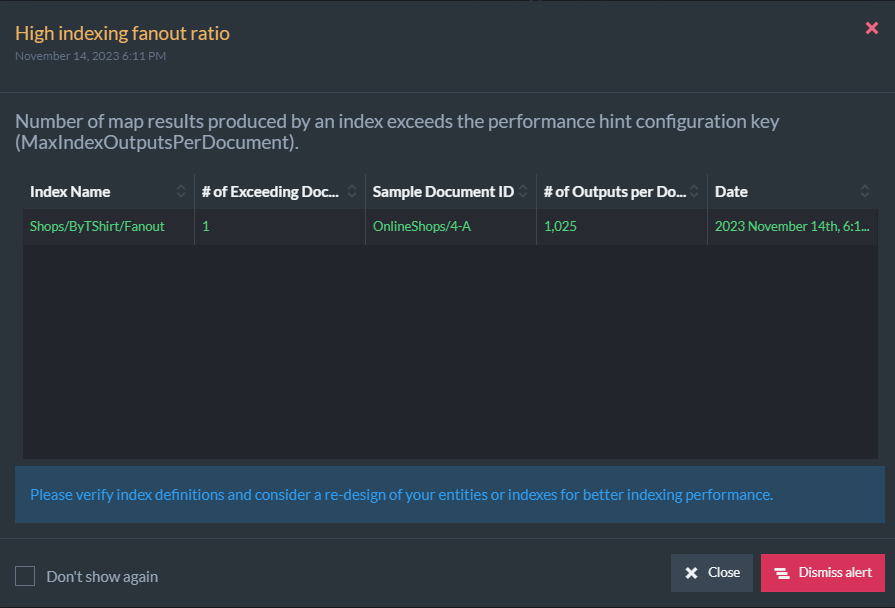 High indexing fanout ratio
November 14, 2023 6:11 PM
Number of map results produced by an index exceeds the performance hint configuration key
(MaxIndexOutputsPerDocument).
Index Name # of Exceeding Doc... Sample Document ID # of Outputs per Do... Date
Shops/ByTShirt/Fanout 1 OnlineShops/4-A 1,025 2023 November 14th, 6:1...
Please verify index definitions and consider a re-design of your entities or indexes for better indexing performance.
Don't show again Close Dismiss alert